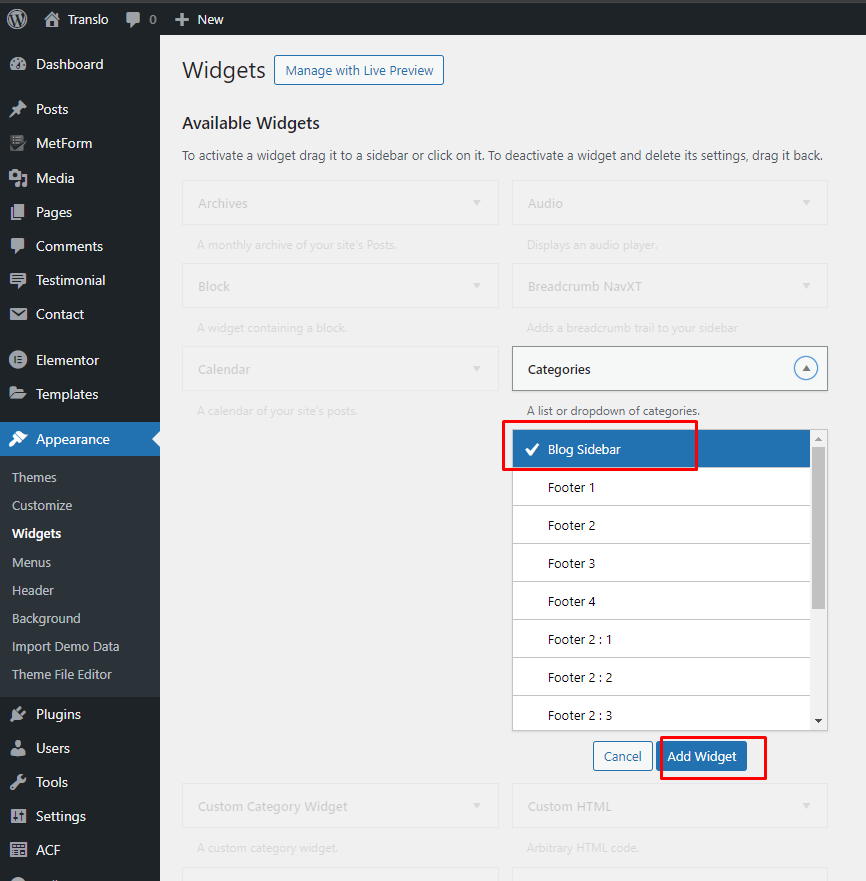 Translo 0 New
Dashboard
Posts
MetForm
Media
Pages
Comments
Testimonial
Contact
Elementor
Templates
Appearance
Themes
Customize
Widgets
Menus
Header
Background
Import Demo Data
Theme File Editor
Plugins
Users
Tools
Settings
ACF
Widgets Manage with Live Preview
Available Widgets
To activate a widget drag it to a sidebar or click on it. To deactivate a widget and delete its settings, drag it back.
Archives
A monthly archive of your site's Posts.
Audio
Displays an audio player.
Block
A widget containing a block.
Breadcrumb NavXT
Adds a breadcrumb trail to your sidebar
Calendar
A calendar of your site's posts.
Categories
A list or dropdown of categories.
Blog Sidebar
Footer 1
Footer 2
Footer 3
Footer 4
Footer 2 : 1
Footer 2 : 2
Footer 2 : 3
Cancel Add Widget
Custom Category Widget
A custom category widget.
Custom HTML
Arbitrary HTML code.